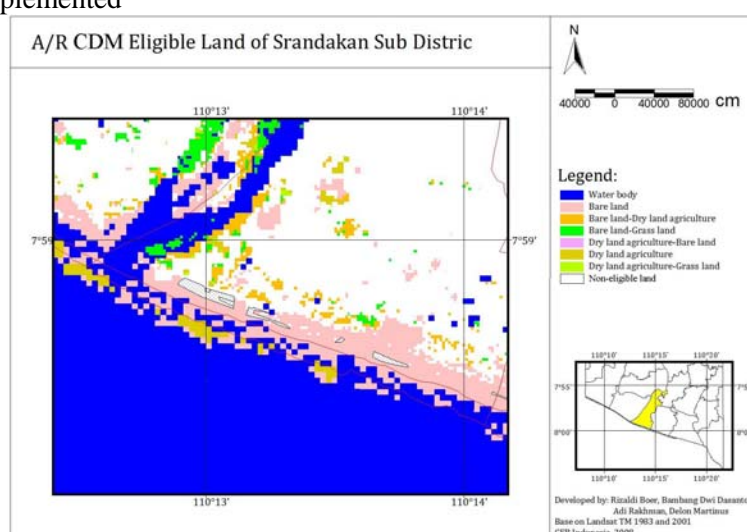 plemented
A/R CDM Eligible Land of Srandakan Sub Distric
N
40000 0 40000 80000 cm
110°13' 110°14'
7°59' 7°59'
110°13' 110°14'
Legend:
Water body
Bare land
Bare land-Dry land agriculture
Bare land-Grass land
Dry land agriculture-Bare land
Dry land agriculture
Dry land agriculture-Grass land
Non-eligible land
110°10' 110°15' 110°20'
7°55'
8°00'
110°10' 110°15' 110°20'
Developed by: Rizaldi Boer, Bambang Dwi Dasanto
Adi Rakhman, Delon Martinus
Base on Landsat TM 1983 and 2001